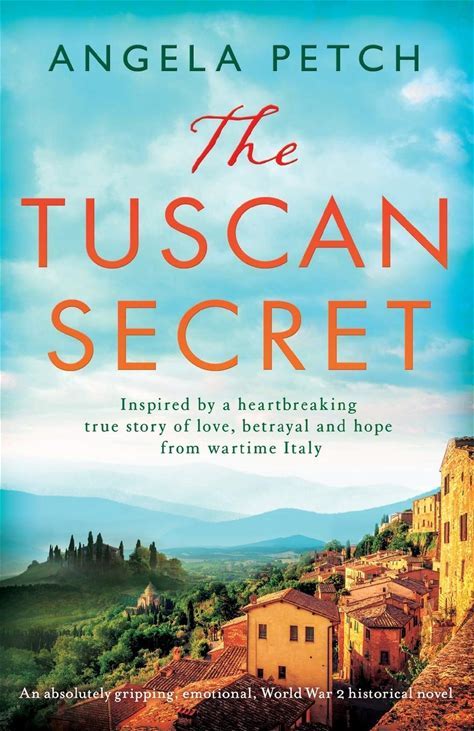 ANGELA PETCH
The
TUSCAN
SECRET
Inspired by a heartbreaking
true story of love, betrayal and hope
from wartime Italy
An absolutely gripping, emotional, World War 2 historical novel